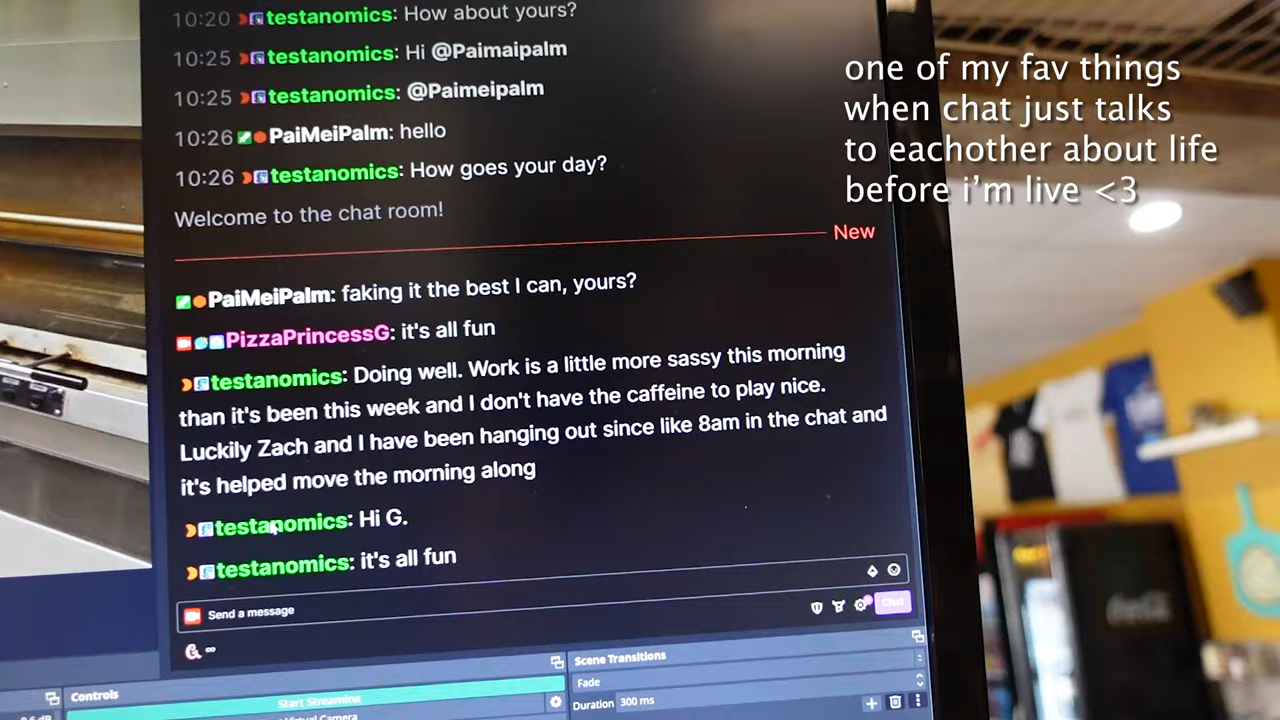 one of my fav things
when chat just talks
to eachother about life
before i'm live <3
10:20 testanomics: How about yours?
10:25 testanomics: Hi @Paimaipalm
10:25 testanomics: @Paimeipalm
10:26 PaiMeiPalm: hello
10:26 testanomics: How goes your day?
Welcome to the chat room!
New
PaiMeiPalm: faking it the best I can, yours?
PizzaPrincessG: it's all fun
testanomics: Doing well. Work is a little more sassy this morning
than it's been this week and I don't have the caffeine to play nice.
Luckily Zach and I have been hanging out since like 8am in the chat and
it's helped move the morning along
testanomics: Hi G.
testanomics: it's all fun
Send a message
Chat
∞
Controls
Start Streaming
Virtual Camera
Scene Transitions
Fade
Duration 300 ms
Coca-Cola